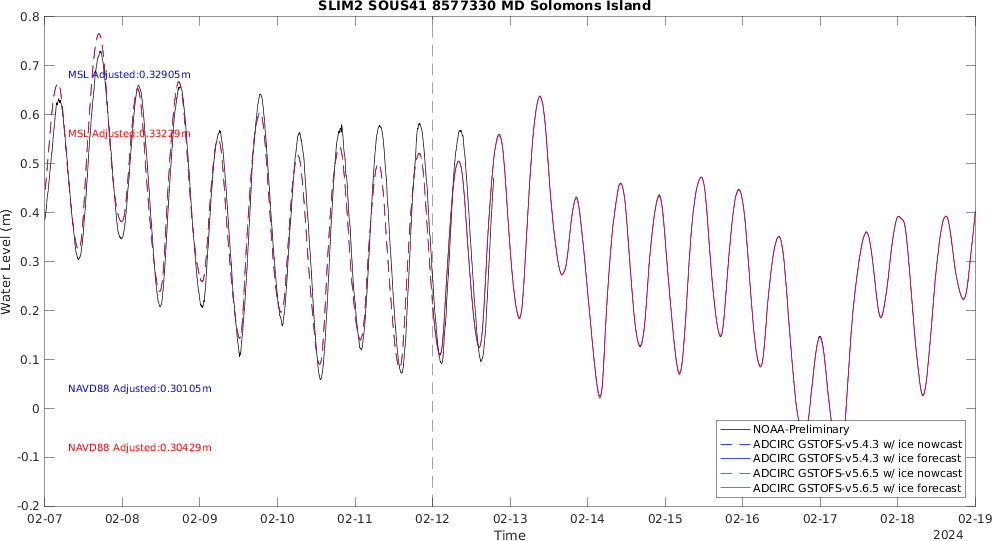 SLIM2 SOUS41 8577330 MD Solomons Island
0.8
0.7
0.6
0.5
0.4
0.3
0.2
0.1
0
-0.1
-0.2
Water Level (m)
MSL Adjusted:0.32905m
MSL Adjusted:0.33229m
NAVD88 Adjusted:0.30105m
NAVD88 Adjusted:0.30429m
NOAA-Preliminary
ADCIRC GSTOFS-v5.4.3 w/ ice nowcast
ADCIRC GSTOFS-v5.4.3 w/ ice forecast
ADCIRC GSTOFS-v5.6.5 w/ ice nowcast
ADCIRC GSTOFS-v5.6.5 w/ ice forecast
02-07 02-08 02-09 02-10 02-11 02-12 02-13 02-14 02-15 02-16 02-17 02-18 02-19
Time
2024